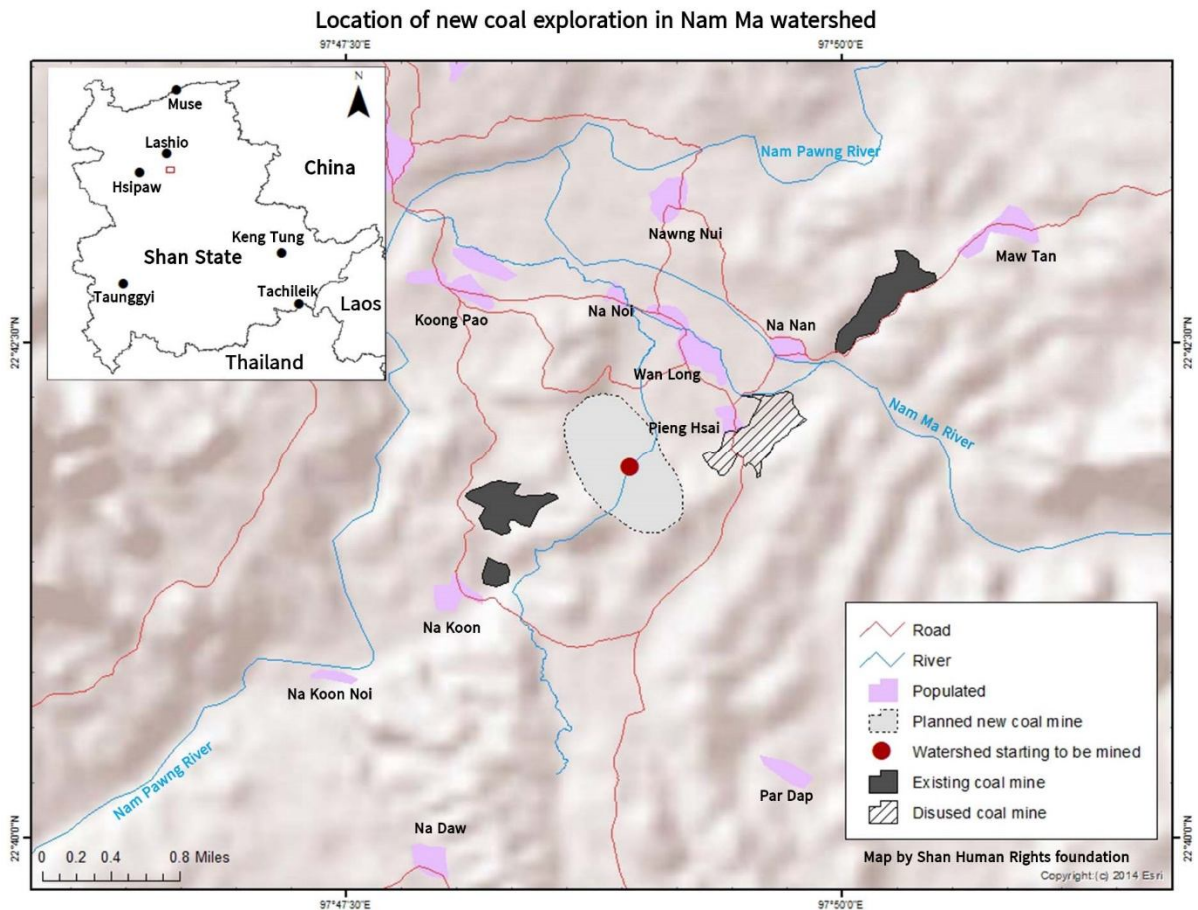 Location of new coal exploration in Nam Ma watershed
97°47'30"E
97°50'0"E
N
Muse
Lashio
Hsipaw
China
Keng Tung
Shan State
Taunggyi
Tachileik
Laos
Thailand
Nam Pawng River
Nawng Nui
Maw Tan
Koong Pao
Na Noi
Na Nan
22°42'30"N
22°42'30"N
Wan Long
Pieng Hsai
Nam Ma River
Na Koon
Na Koon Noi
Nam Pawng River
Par Dap
Na Daw
Road
River
Populated
Planned new coal mine
Watershed starting to be mined
Existing coal mine
Disused coal mine
22°40'0"N
22°40'0"N
0 0.2 0.4 0.8 Miles
Map by Shan Human Rights foundation
Copyright:(c) 2014 Esri
97°47'30"E
97°50'0"E